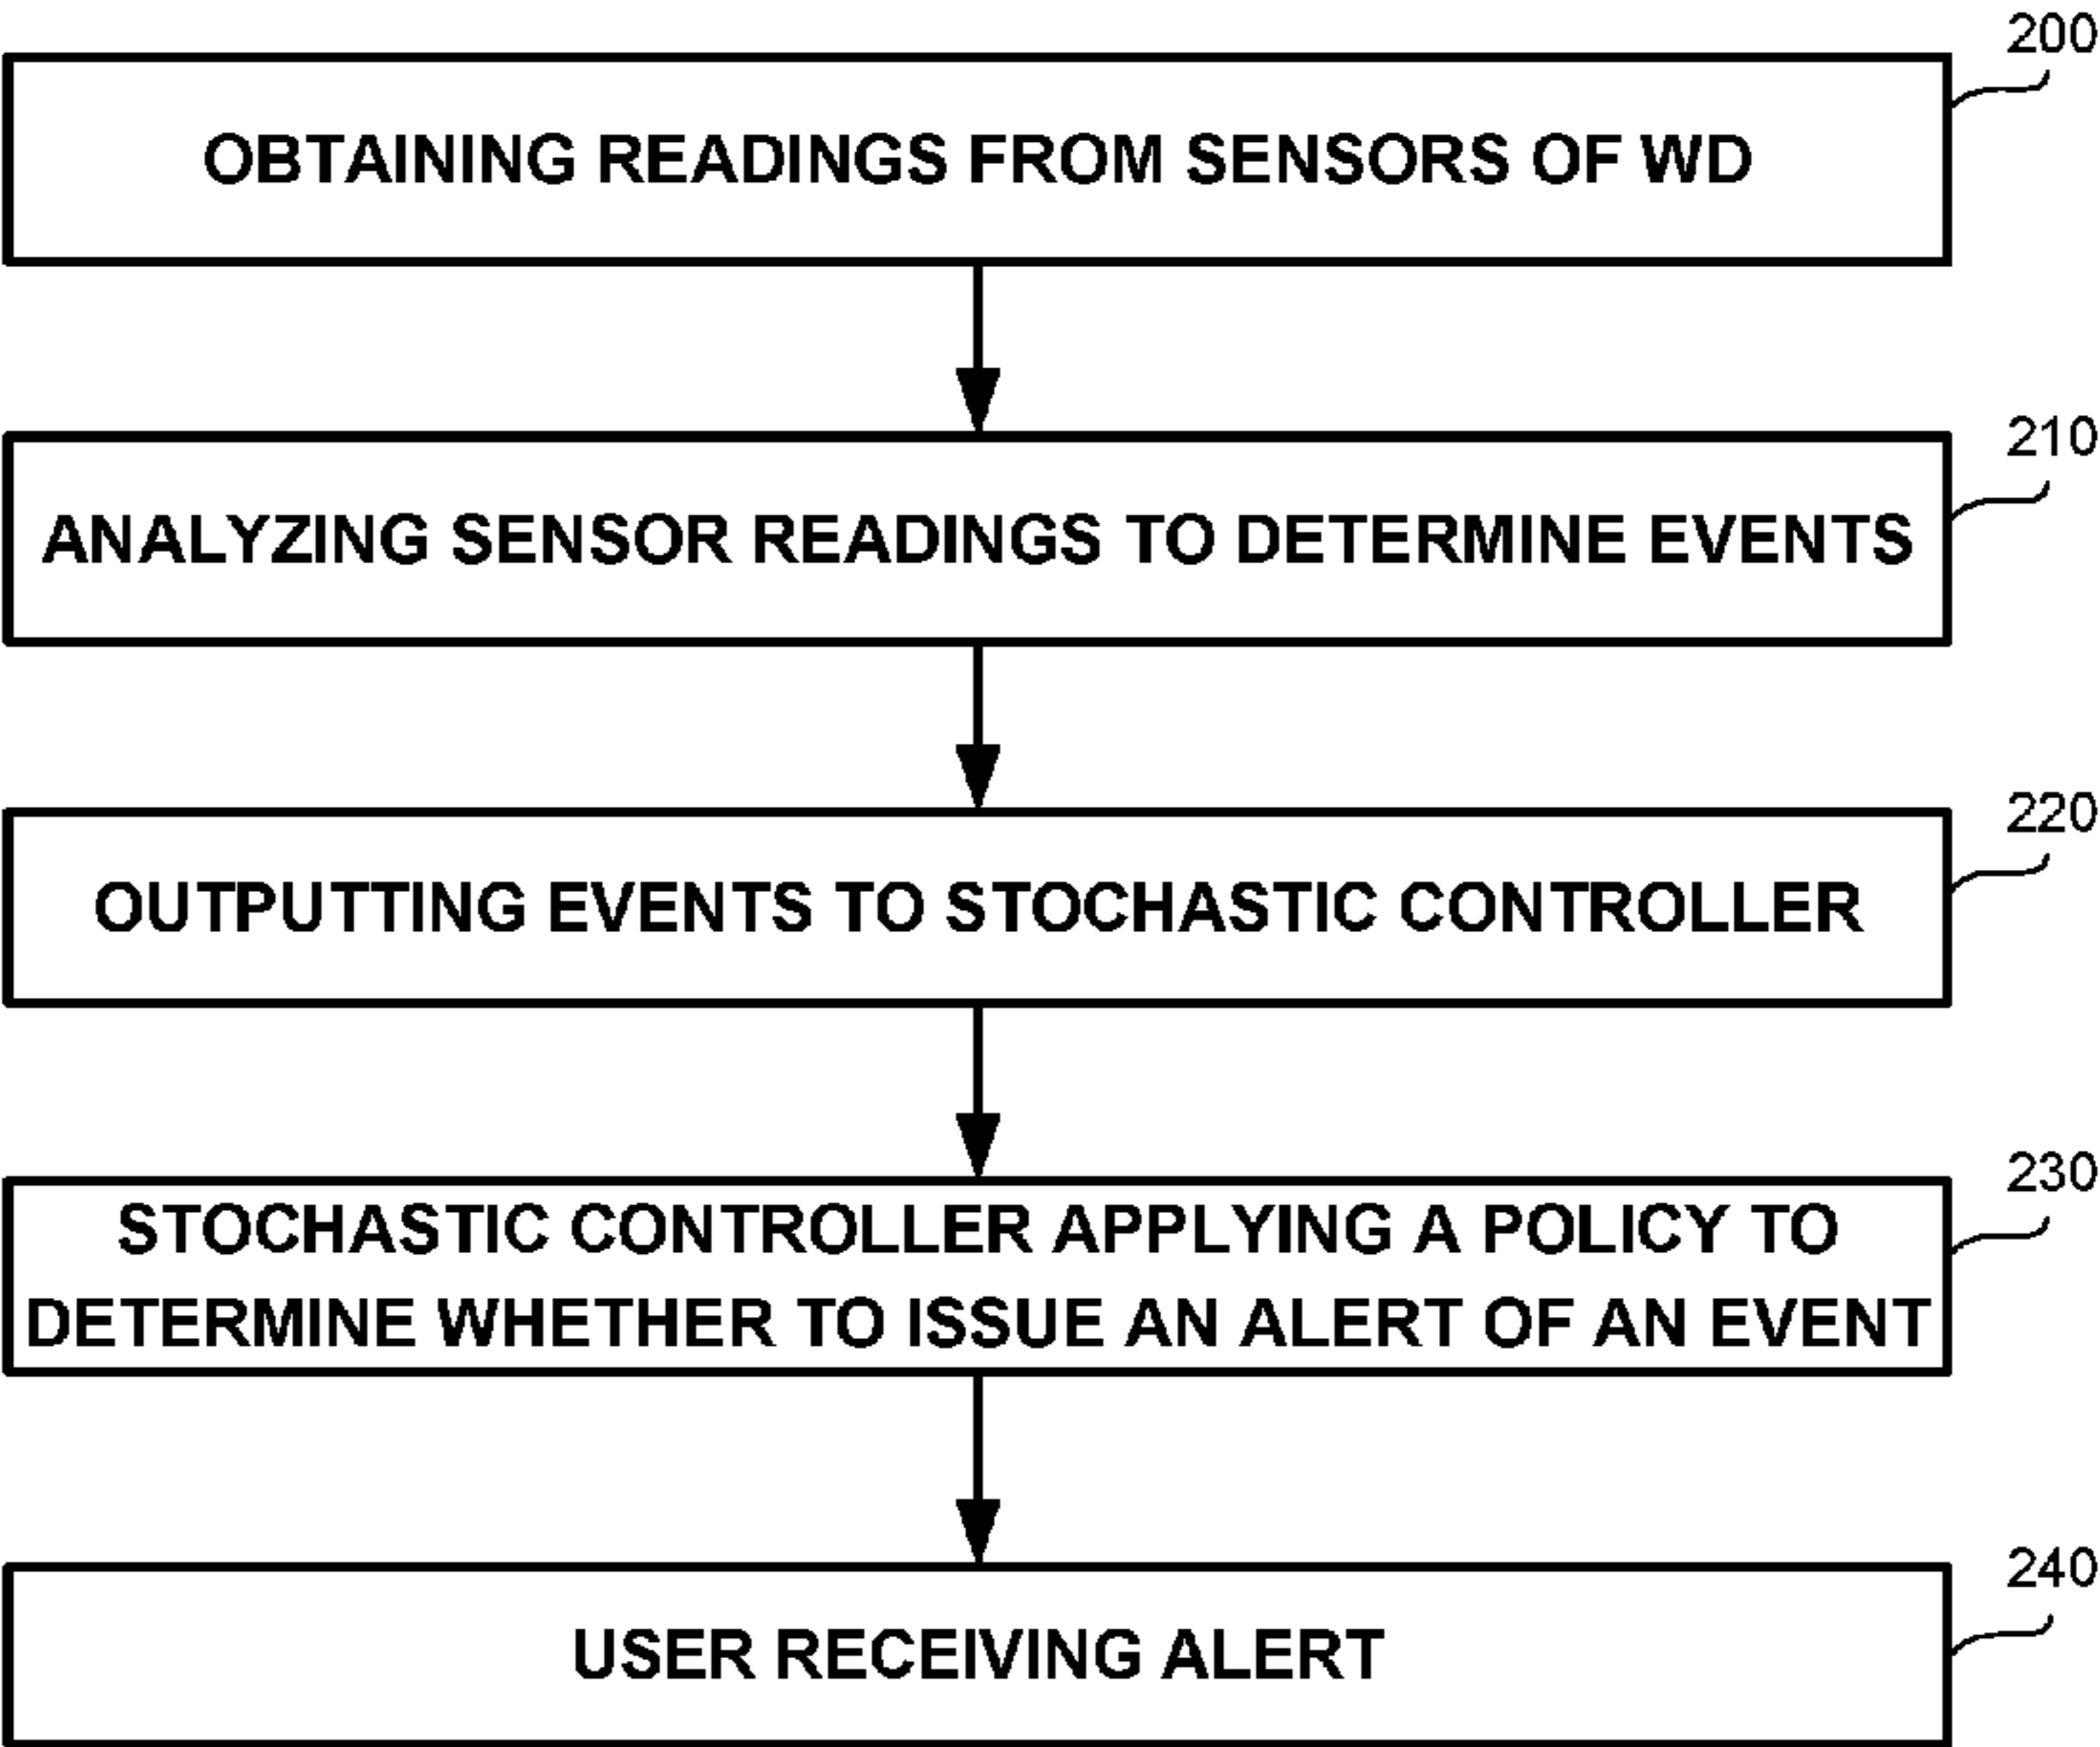 200
OBTAINING READINGS FROM SENSORS OF WD
210
ANALYZING SENSOR READINGS TO DETERMINE EVENTS
220
OUTPUTTING EVENTS TO STOCHASTIC CONTROLLER
230
STOCHASTIC CONTROLLER APPLYING A POLICY TO
DETERMINE WHETHER TO ISSUE AN ALERT OF AN EVENT
240
USER RECEIVING ALERT